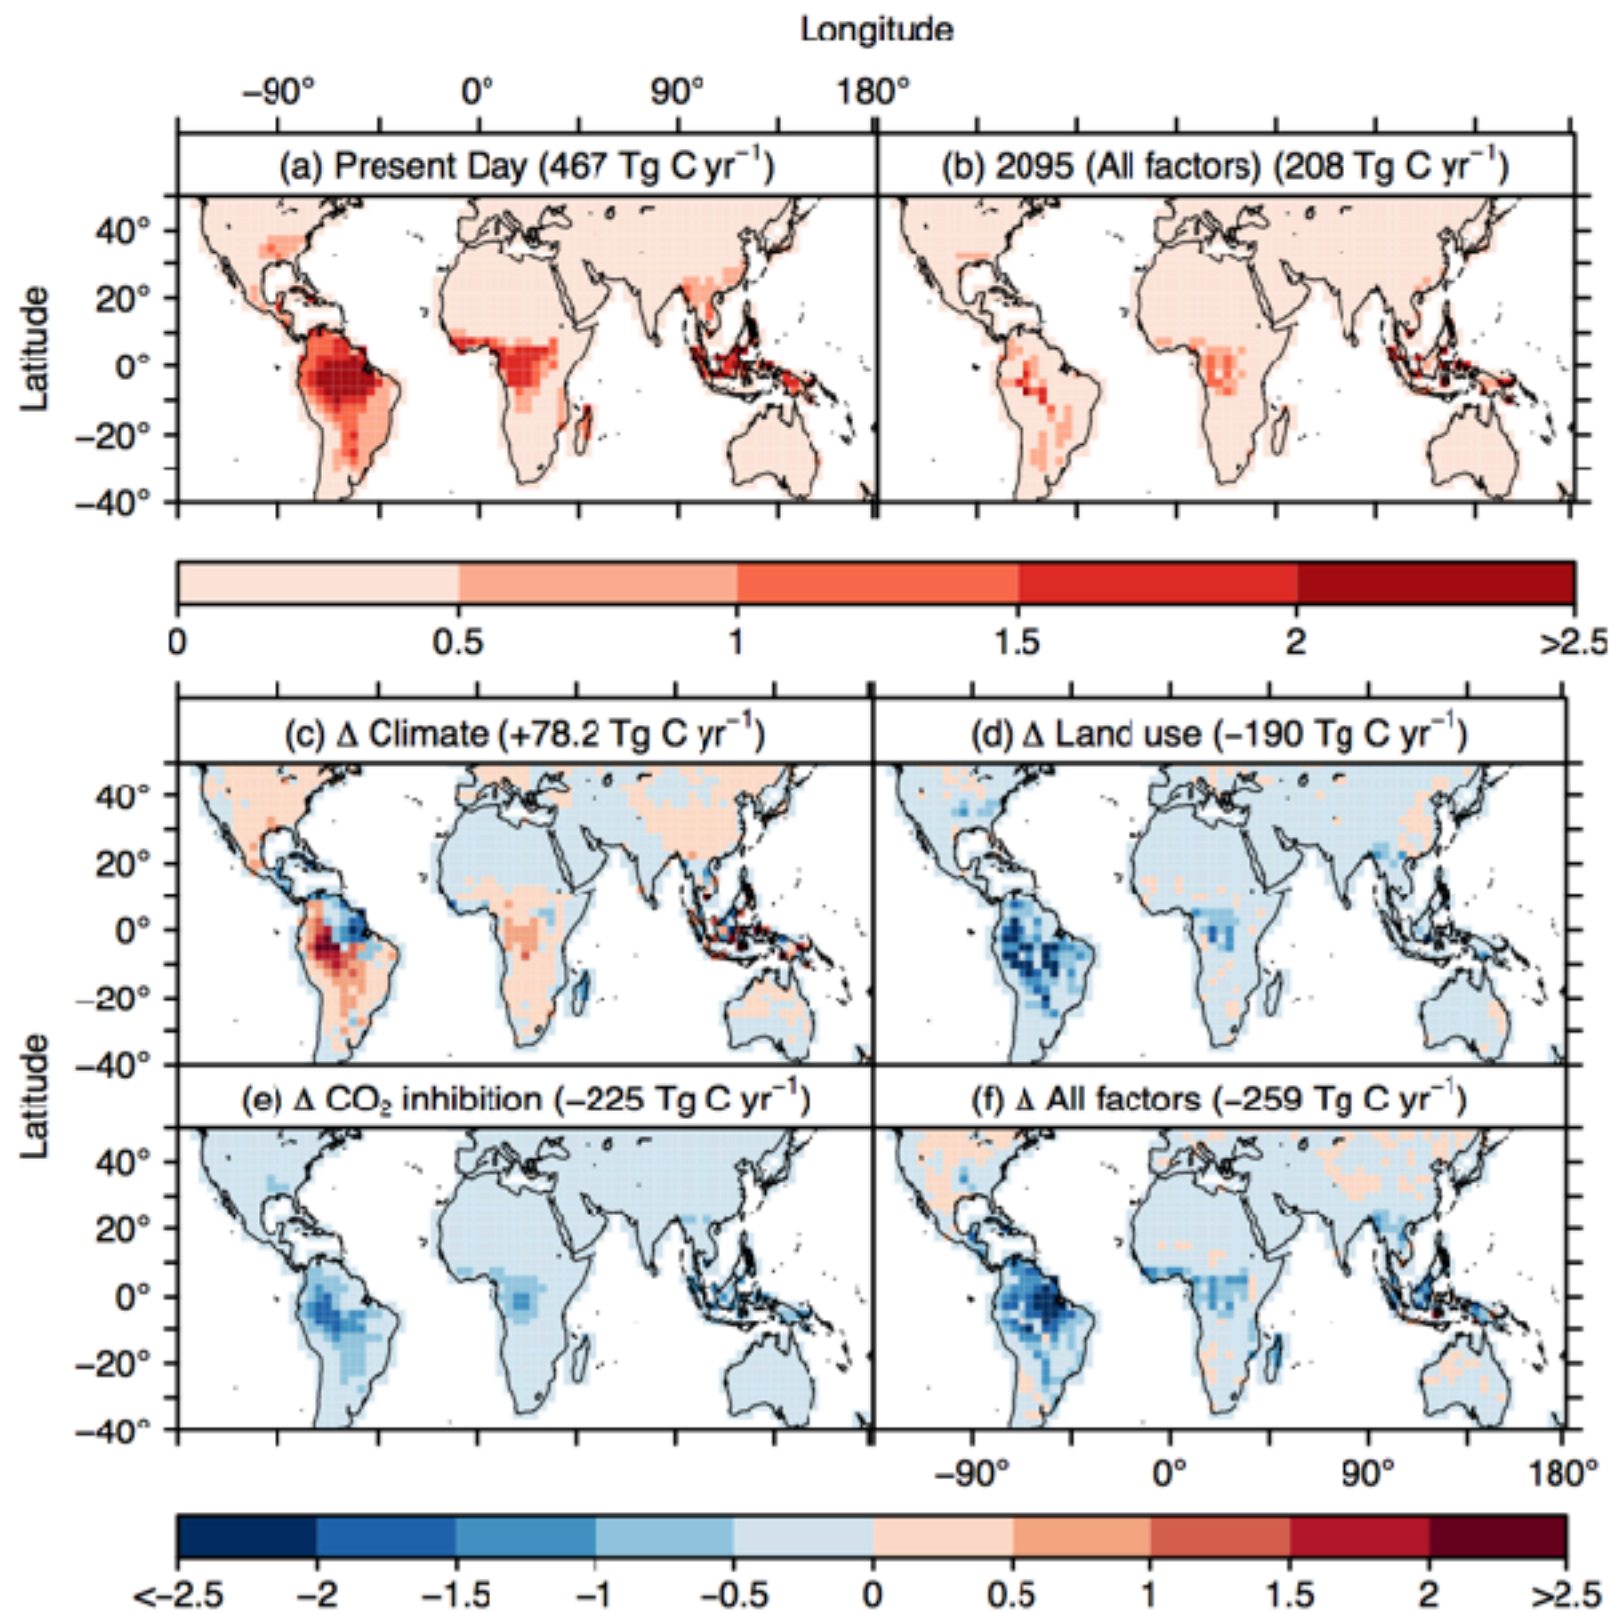 Longitude
−90° 0° 90° 180°
(a) Present Day (467 Tg C yr⁻¹) (b) 2095 (All factors) (208 Tg C yr⁻¹)
40°
20°
0°
−20°
−40°
Latitude
0 0.5 1 1.5 2 >2.5
(c) Δ Climate (+78.2 Tg C yr⁻¹) (d) Δ Land use (−190 Tg C yr⁻¹)
40°
20°
0°
−20°
−40°
Latitude
(e) Δ CO₂ inhibition (−225 Tg C yr⁻¹) (f) Δ All factors (−259 Tg C yr⁻¹)
40°
20°
0°
−20°
−40°
−90° 0° 90° 180°
<−2.5 −2 −1.5 −1 −0.5 0 0.5 1 1.5 2 >2.5